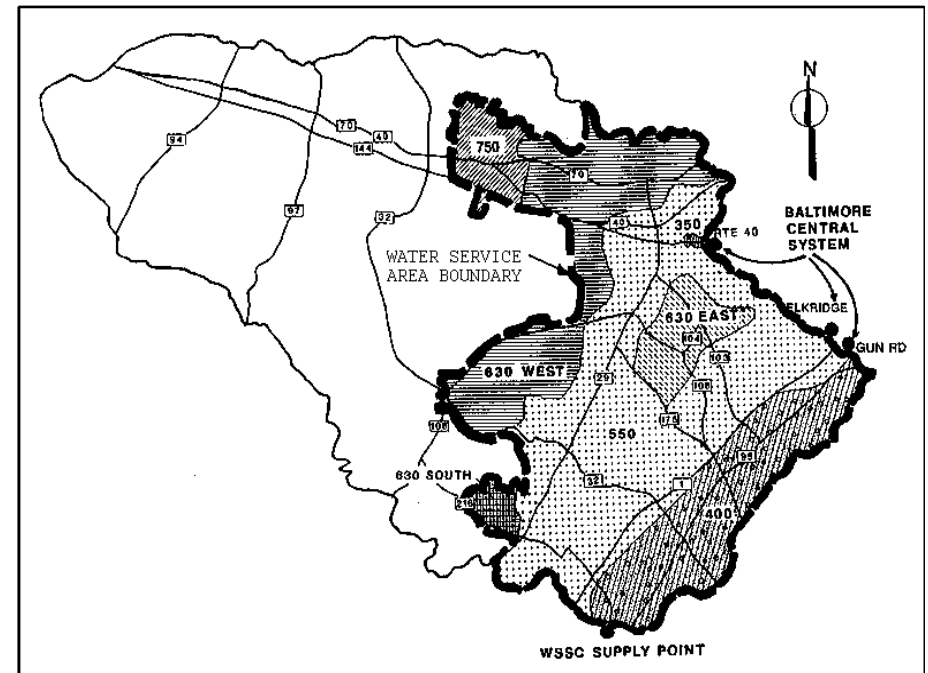 N
94
70
40
144
97
32
750
70
40
350
RTE 40
BALTIMORE
CENTRAL
SYSTEM
WATER SERVICE
AREA BOUNDARY
ELKRIDGE
GUN RD
630 EAST
104
103
108
630 WEST
29
175
108
550
95
32
1
400
630 SOUTH
216
WSSC SUPPLY POINT